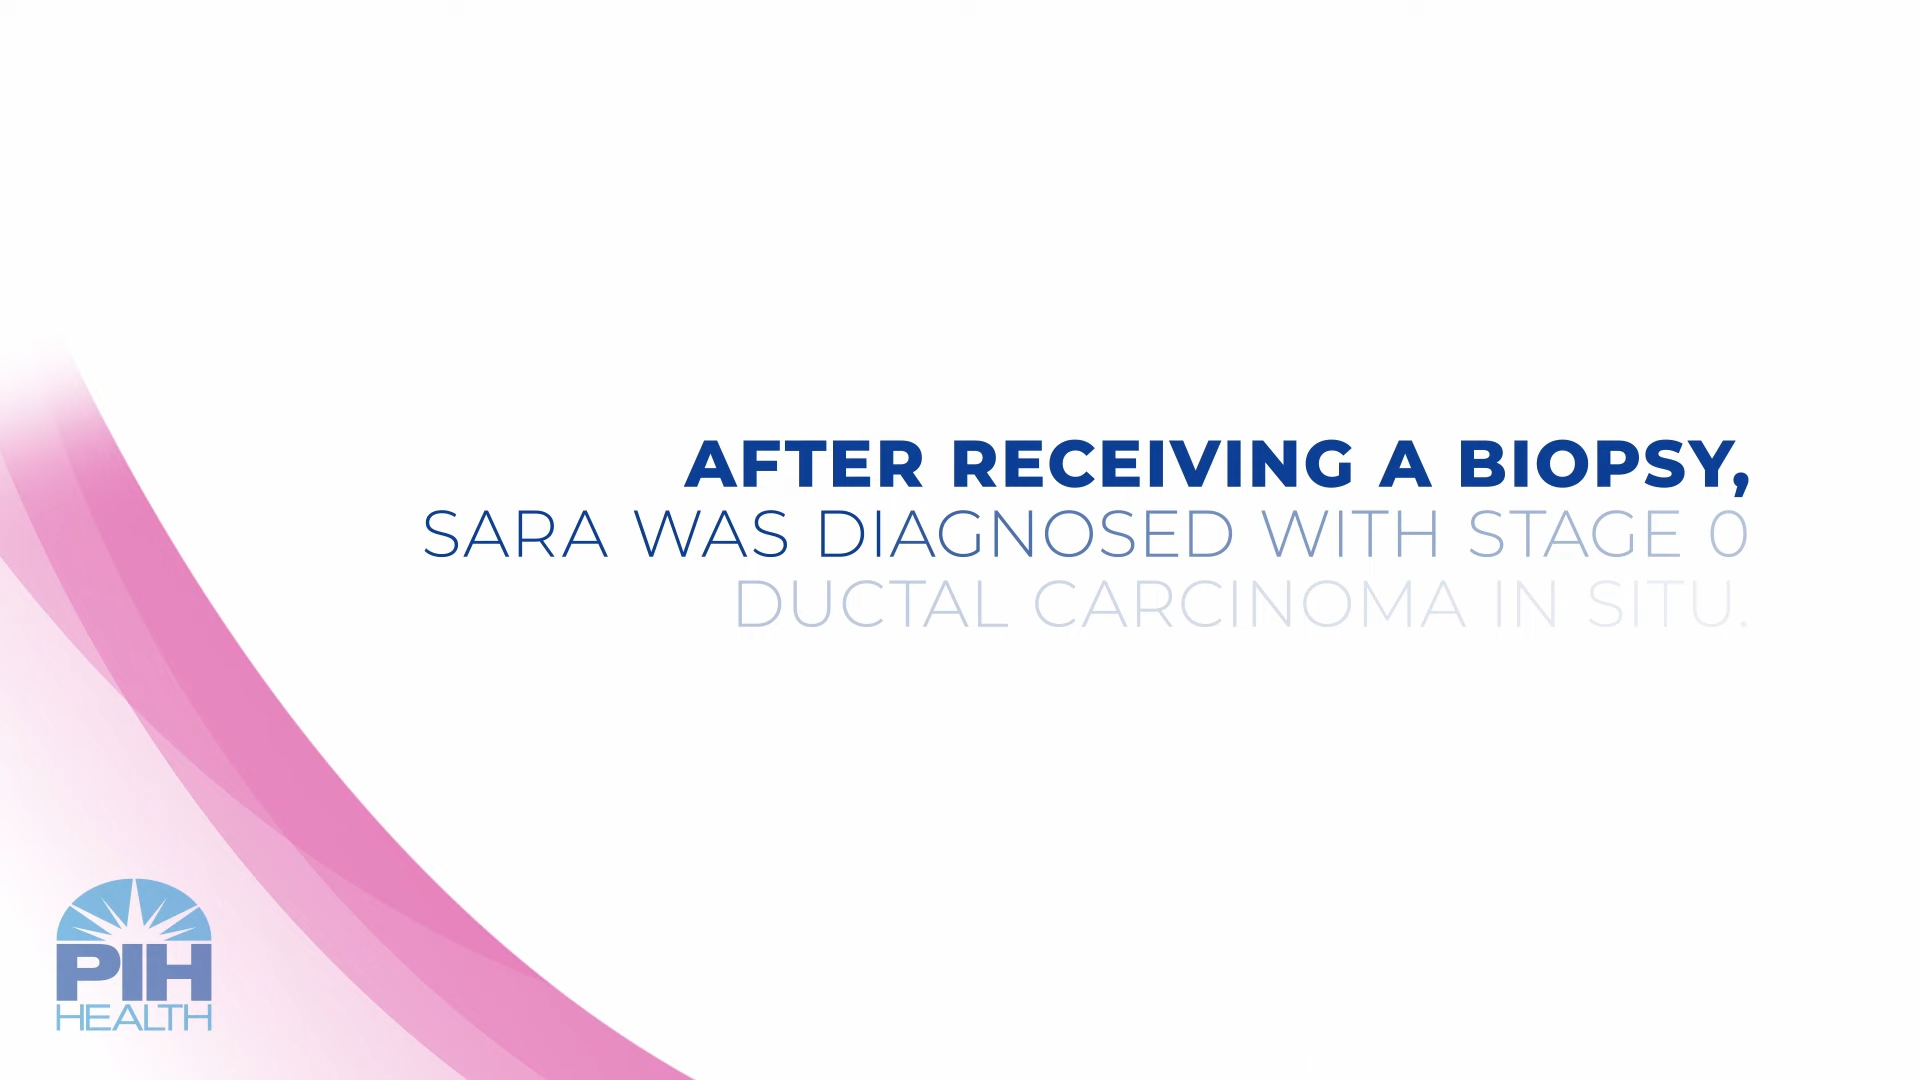 AFTER RECEIVING A BIOPSY,
SARA WAS DIAGNOSED WITH STAGE 0
DUCTAL CARCINOMA IN SITU.
PIH
HEALTH